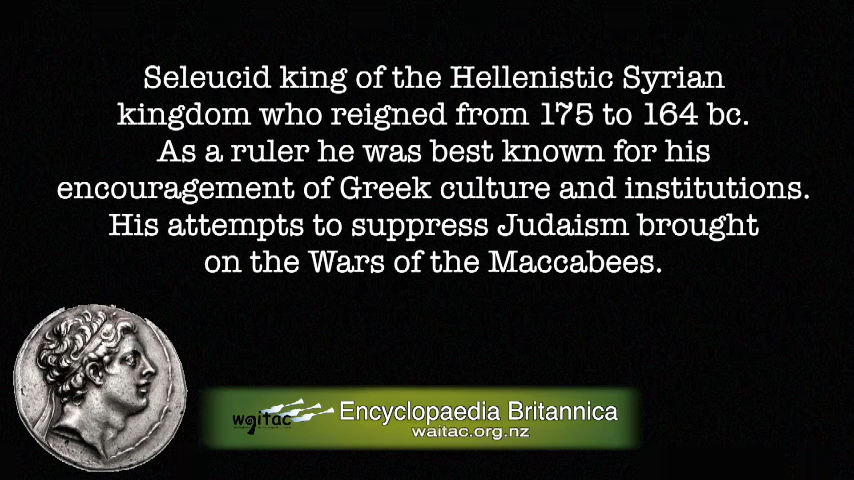 Seleucid king of the Hellenistic Syrian
kingdom who reigned from 175 to 164 bc.
As a ruler he was best known for his
encouragement of Greek culture and institutions.
His attempts to suppress Judaism brought
on the Wars of the Maccabees.
waitac
Encyclopaedia Britannica
waitac.org.nz